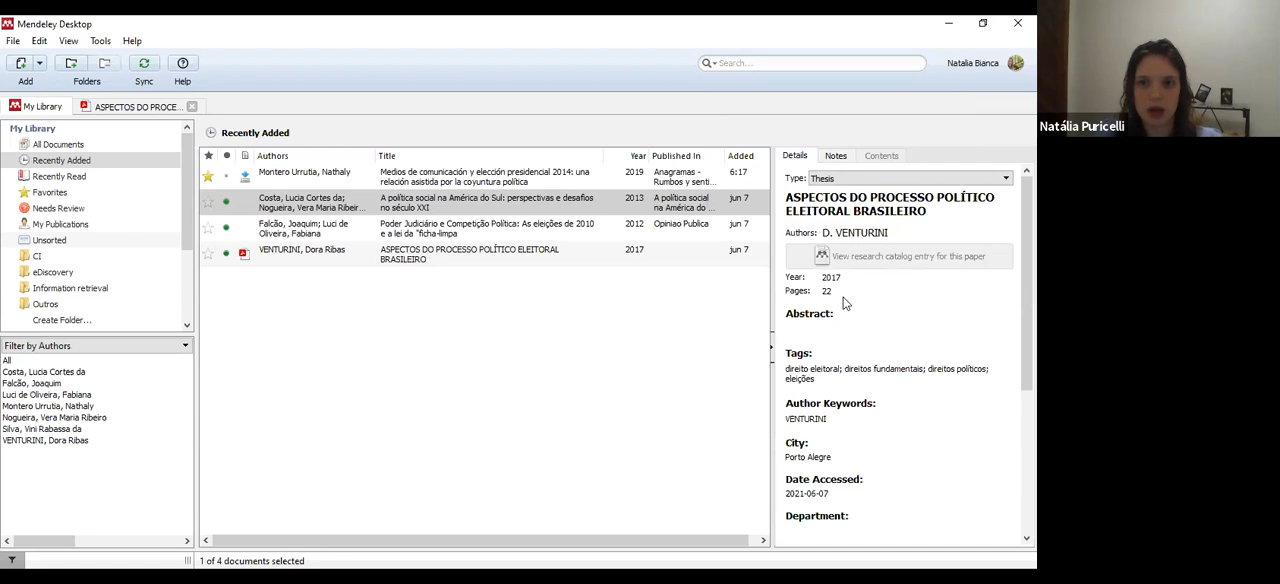 Mendeley Desktop
File Edit View Tools Help
Search...
Natalia Bianca
Add Folders Sync Help
My Library ASPECTOS DO PROCE...
My Library
All Documents
Recently Added
Recently Read
Favorites
Needs Review
My Publications
Unsorted
CI
eDiscovery
Information retrieval
Outros
Create Folder...
Filter by Authors
All
Costa, Lucia Cortes da
Falcão, Joaquim
Luci de Oliveira, Fabiana
Montero Urrutia, Nathaly
Nogueira, Vera Maria Ribeiro
Silva, Vini Rabassa da
VENTURINI, Dora Ribas
Recently Added
Authors Title Year Published In Added
Montero Urrutia, Nathaly Medios de comunicación y elección presidencial 2014: una 2019 Anagramas - 6:17
relación asistida por la coyuntura política Rumbos y senti...
Costa, Lucia Cortes da; A política social na América do Sul: perspectivas e desafios 2013 A política social jun 7
Nogueira, Vera Maria Ribeir... no século XXI na América do ...
Falcão, Joaquim; Luci de Poder Judiciário e Competição Política: As eleições de 2010 2012 Opiniao Publica jun 7
Oliveira, Fabiana e a lei da "ficha-limpa
VENTURINI, Dora Ribas ASPECTOS DO PROCESSO POLÍTICO ELEITORAL 2017 jun 7
BRASILEIRO
1 of 4 documents selected
Details Notes Contents
Type: Thesis
ASPECTOS DO PROCESSO POLÍTICO
ELEITORAL BRASILEIRO
Authors: D. VENTURINI
View research catalog entry for this paper
Year: 2017
Pages: 22
Abstract:
Tags:
direito eleitoral; direitos fundamentais; direitos políticos;
eleições
Author Keywords:
VENTURINI
City:
Porto Alegre
Date Accessed:
2021-06-07
Department:
Natália Puricelli